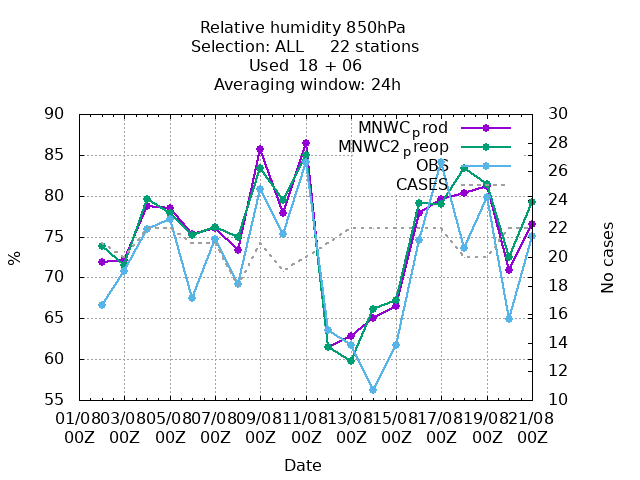 Relative humidity 850hPa
Selection: ALL 22 stations
Used 18 + 06
Averaging window: 24h
90
85
80
75
70
65
60
55
%
30
28
26
24
22
20
18
16
14
12
10
No cases
MNWCprod
MNWC2preop
OBS
CASES
01/08 03/08 05/08 07/08 09/08 11/08 13/08 15/08 17/08 19/08 21/08
00Z 00Z 00Z 00Z 00Z 00Z 00Z 00Z 00Z 00Z 00Z
Date